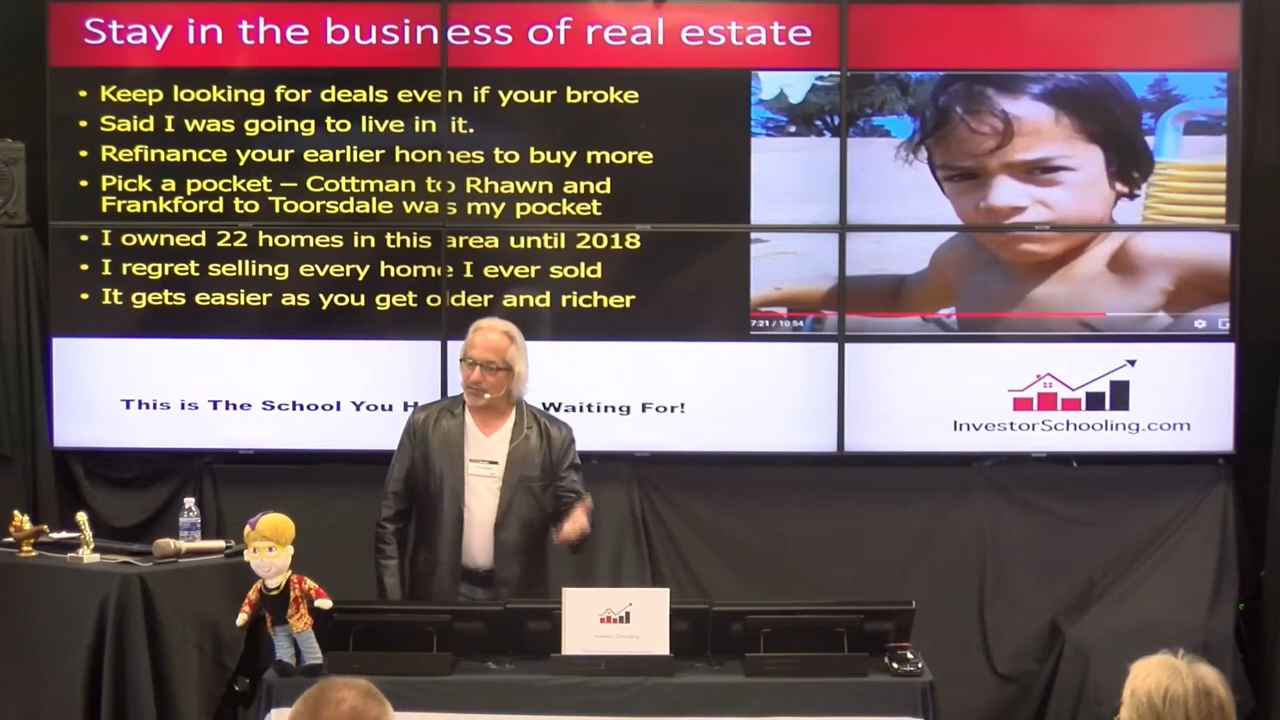 Stay in the business of real estate
• Keep looking for deals even if your broke
• Said I was going to live in it.
• Refinance your earlier homes to buy more
• Pick a pocket – Cottman to Rhawn and
Frankford to Toorsdale was my pocket
• I owned 22 homes in this area until 2018
• I regret selling every home I ever sold
• It gets easier as you get older and richer
7:21 / 10:54
This is The School You H
Waiting For!
InvestorSchooling.com
Investor Schooling